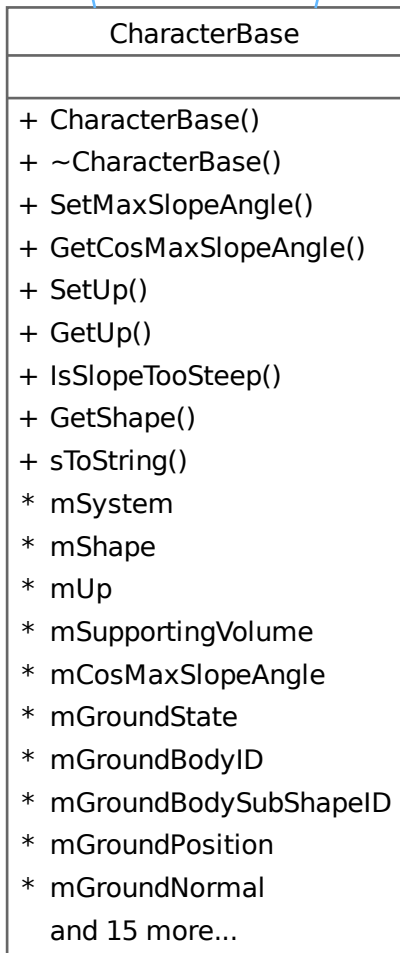 CharacterBase
+ CharacterBase()
+ ~CharacterBase()
+ SetMaxSlopeAngle()
+ GetCosMaxSlopeAngle()
+ SetUp()
+ GetUp()
+ IsSlopeTooSteep()
+ GetShape()
+ sToString()
* mSystem
* mShape
* mUp
* mSupportingVolume
* mCosMaxSlopeAngle
* mGroundState
* mGroundBodyID
* mGroundBodySubShapeID
* mGroundPosition
* mGroundNormal
and 15 more...